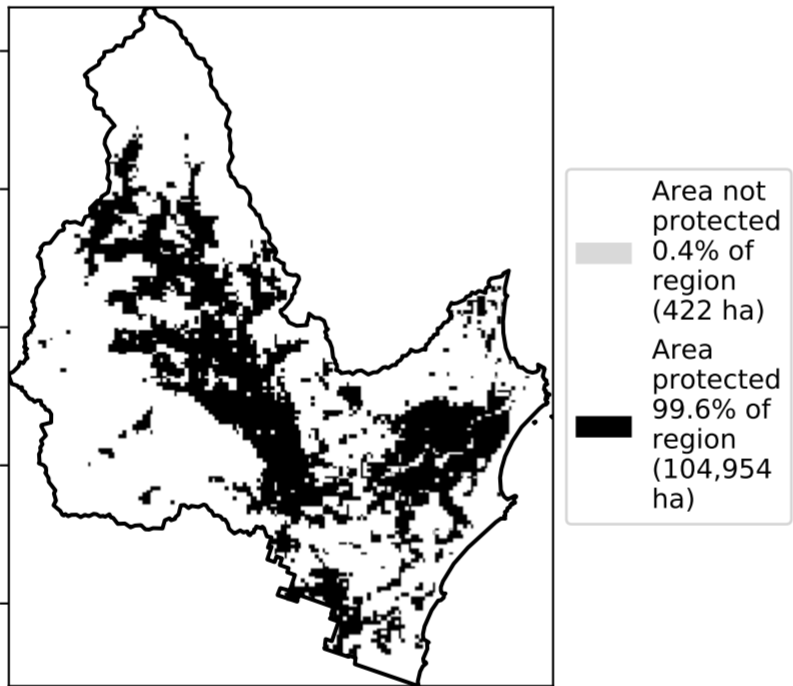 Area not
protected
0.4% of
region
(422 ha)
Area
protected
99.6% of
region
(104,954
ha)